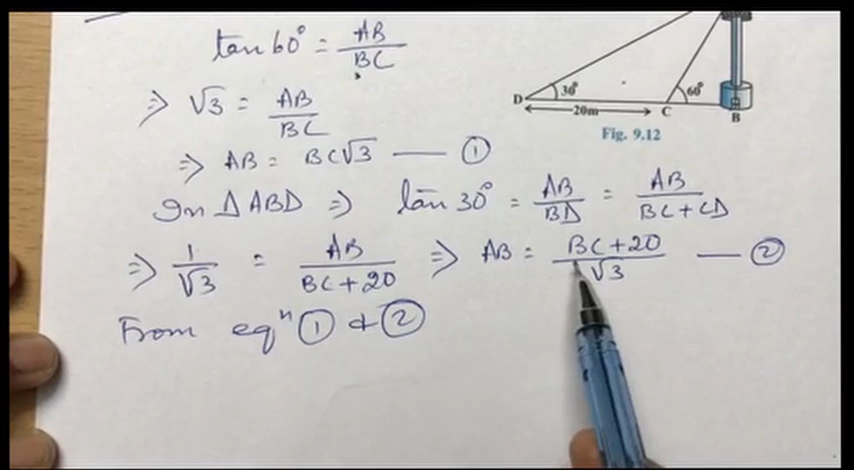 tan60° = AB/BC
⇒ √3 = AB/BC
⇒ AB = BC√3 —— ①
D 30° 60°
20m C B
Fig. 9.12
In △ABD ⇒ tan 30° = AB/BD = AB/BC+CD
⇒ 1/√3 = AB/BC+20 ⇒ AB = BC+20/√3 —— ②
From eqⁿ ① & ②